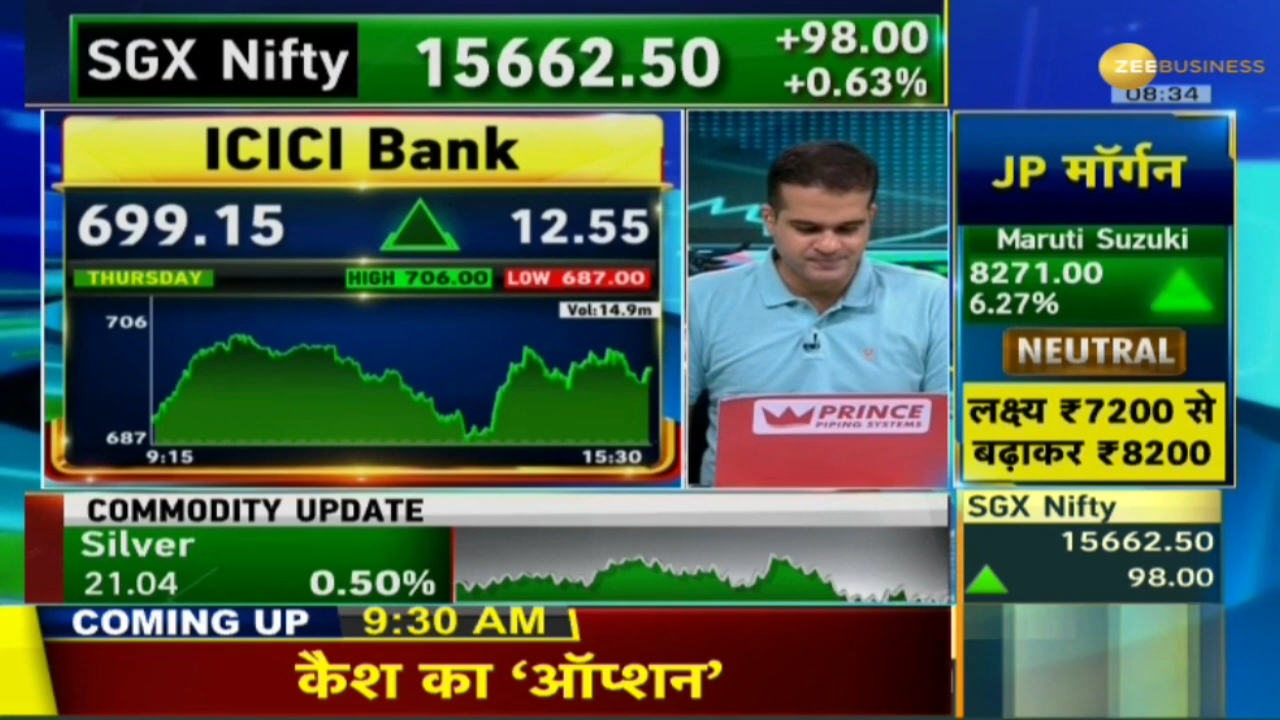 SGX Nifty
15662.50
+98.00
+0.63%
ZEEBUSINESS
08:34
ICICI Bank
699.15
12.55
THURSDAY
HIGH 706.00
LOW 687.00
Vol:14.9m
706
687
9:15
15:30
PRINCE
PIPING SYSTEMS
JP मॉर्गन
Maruti Suzuki
8271.00
6.27%
NEUTRAL
लक्ष्य ₹7200 से
बढ़ाकर ₹8200
COMMODITY UPDATE
Silver
21.04
0.50%
SGX Nifty
15662.50
98.00
COMING UP
9:30 AM
कैश का ‘ऑप्शन’